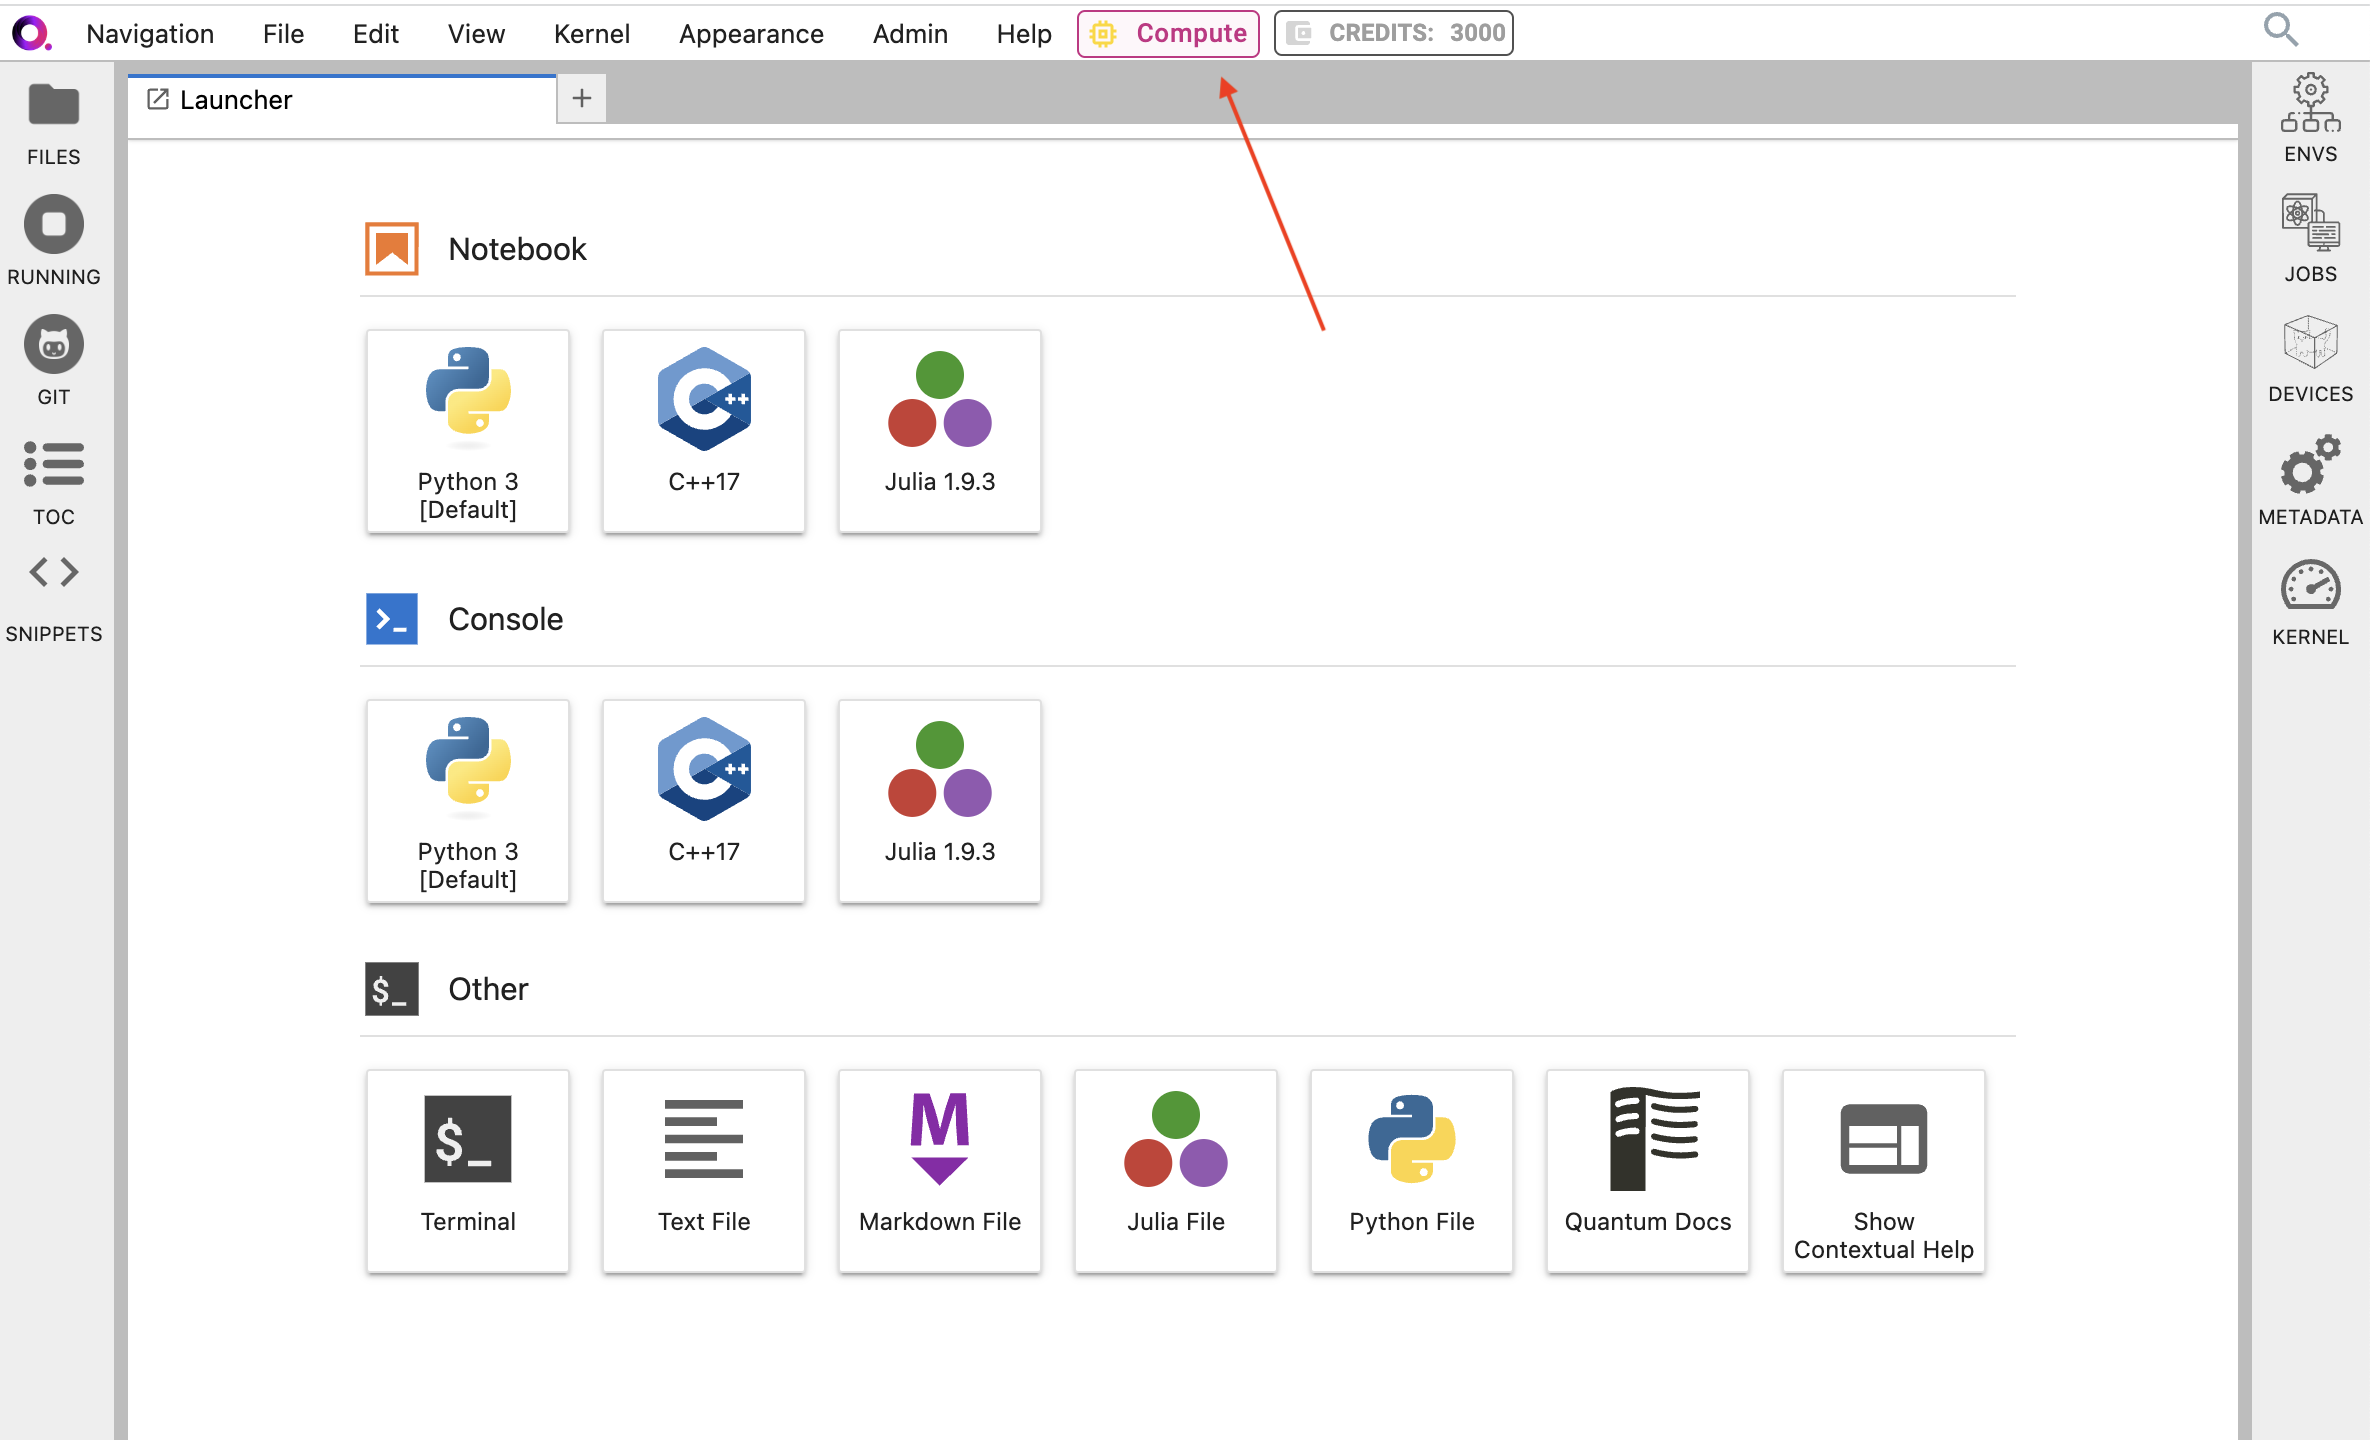 Navigation File Edit View Kernel Appearance Admin Help Compute CREDITS: 3000
Launcher
FILES
RUNNING
GIT
TOC
SNIPPETS
Notebook
Python 3
[Default]
C++17
Julia 1.9.3
Console
Python 3
[Default]
C++17
Julia 1.9.3
$_ Other
$_
Terminal
Text File
M
Markdown File
Julia File
Python File
Quantum Docs
Show
Contextual Help
ENVS
JOBS
DEVICES
METADATA
KERNEL